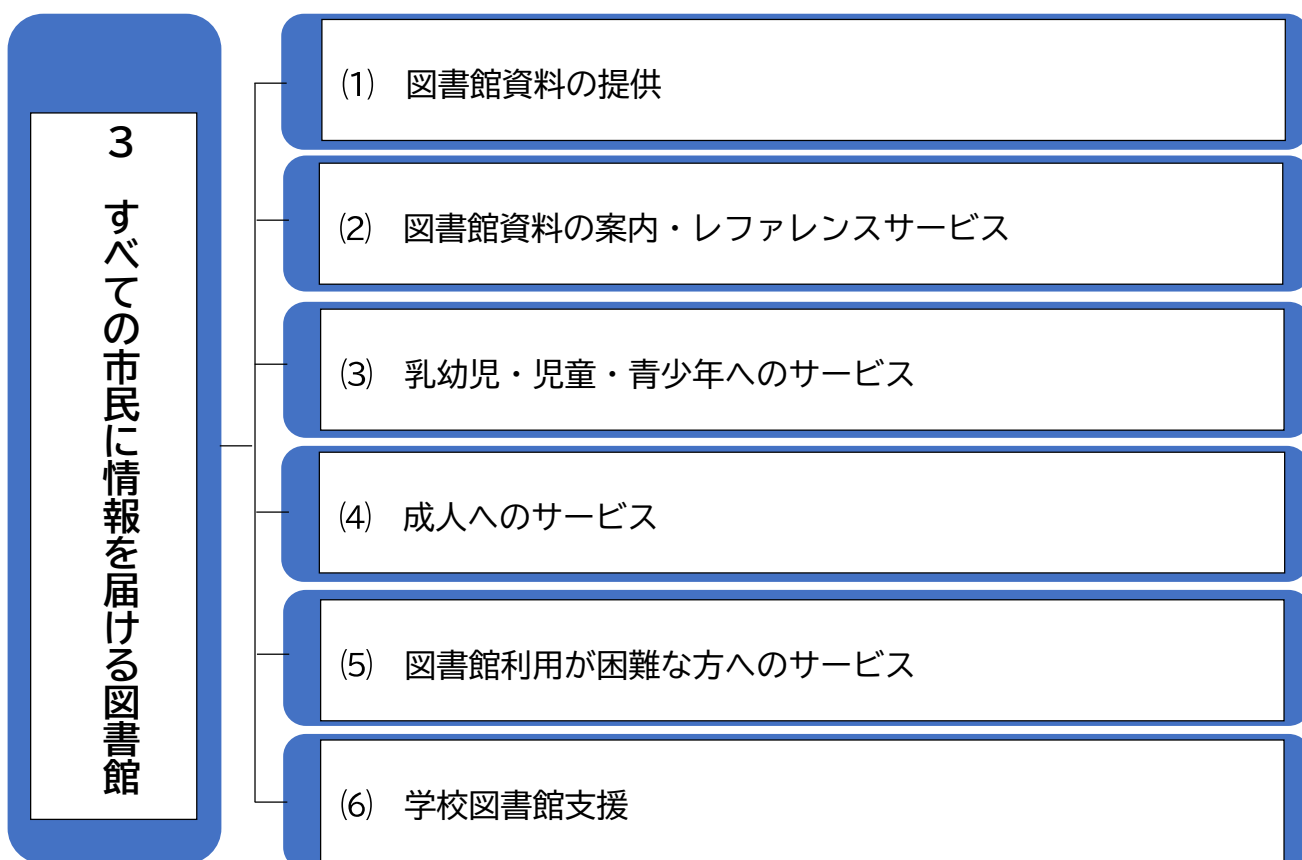 ３　すべての市民に情報を届ける図書館
⑴　図書館資料の提供
⑵　図書館資料の案内・レファレンスサービス
⑶　乳幼児・児童・青少年へのサービス
⑷　成人へのサービス
⑸　図書館利用が困難な方へのサービス
⑹　学校図書館支援